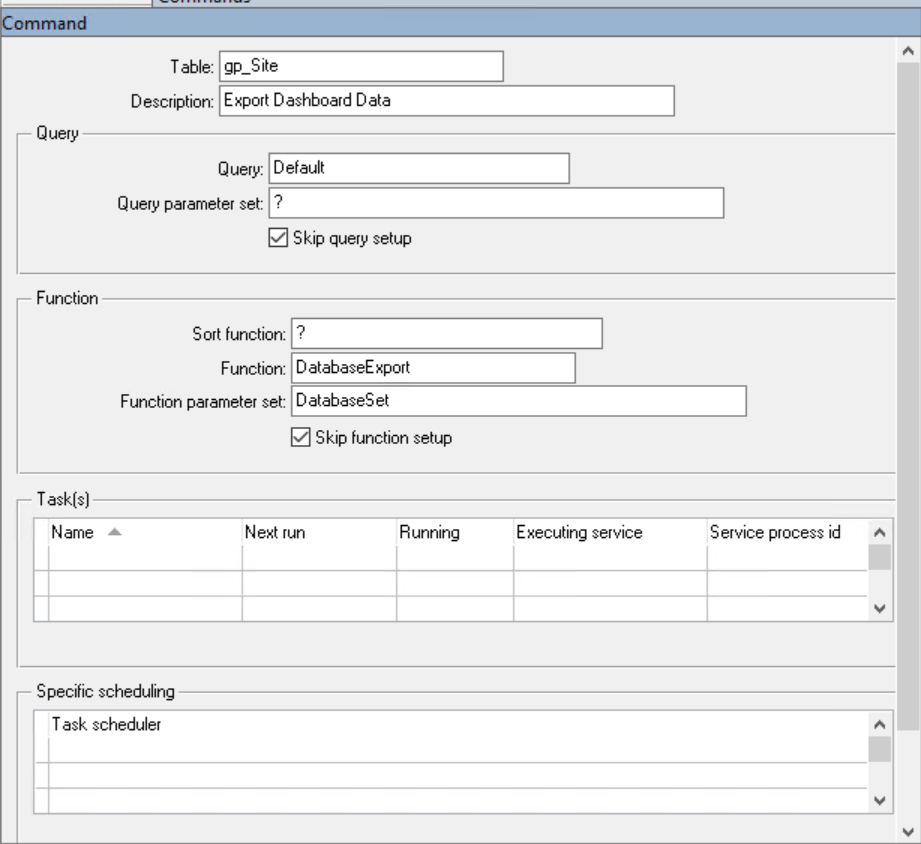 Commands
Command
Table: gp_Site
Description: Export Dashboard Data
Query
Query: Default
Query parameter set: ?
Skip query setup
Function
Sort function: ?
Function: DatabaseExport
Function parameter set: DatabaseSet
Skip function setup
Task(s)
Name Next run Running Executing service Service process id
Specific scheduling
Task scheduler